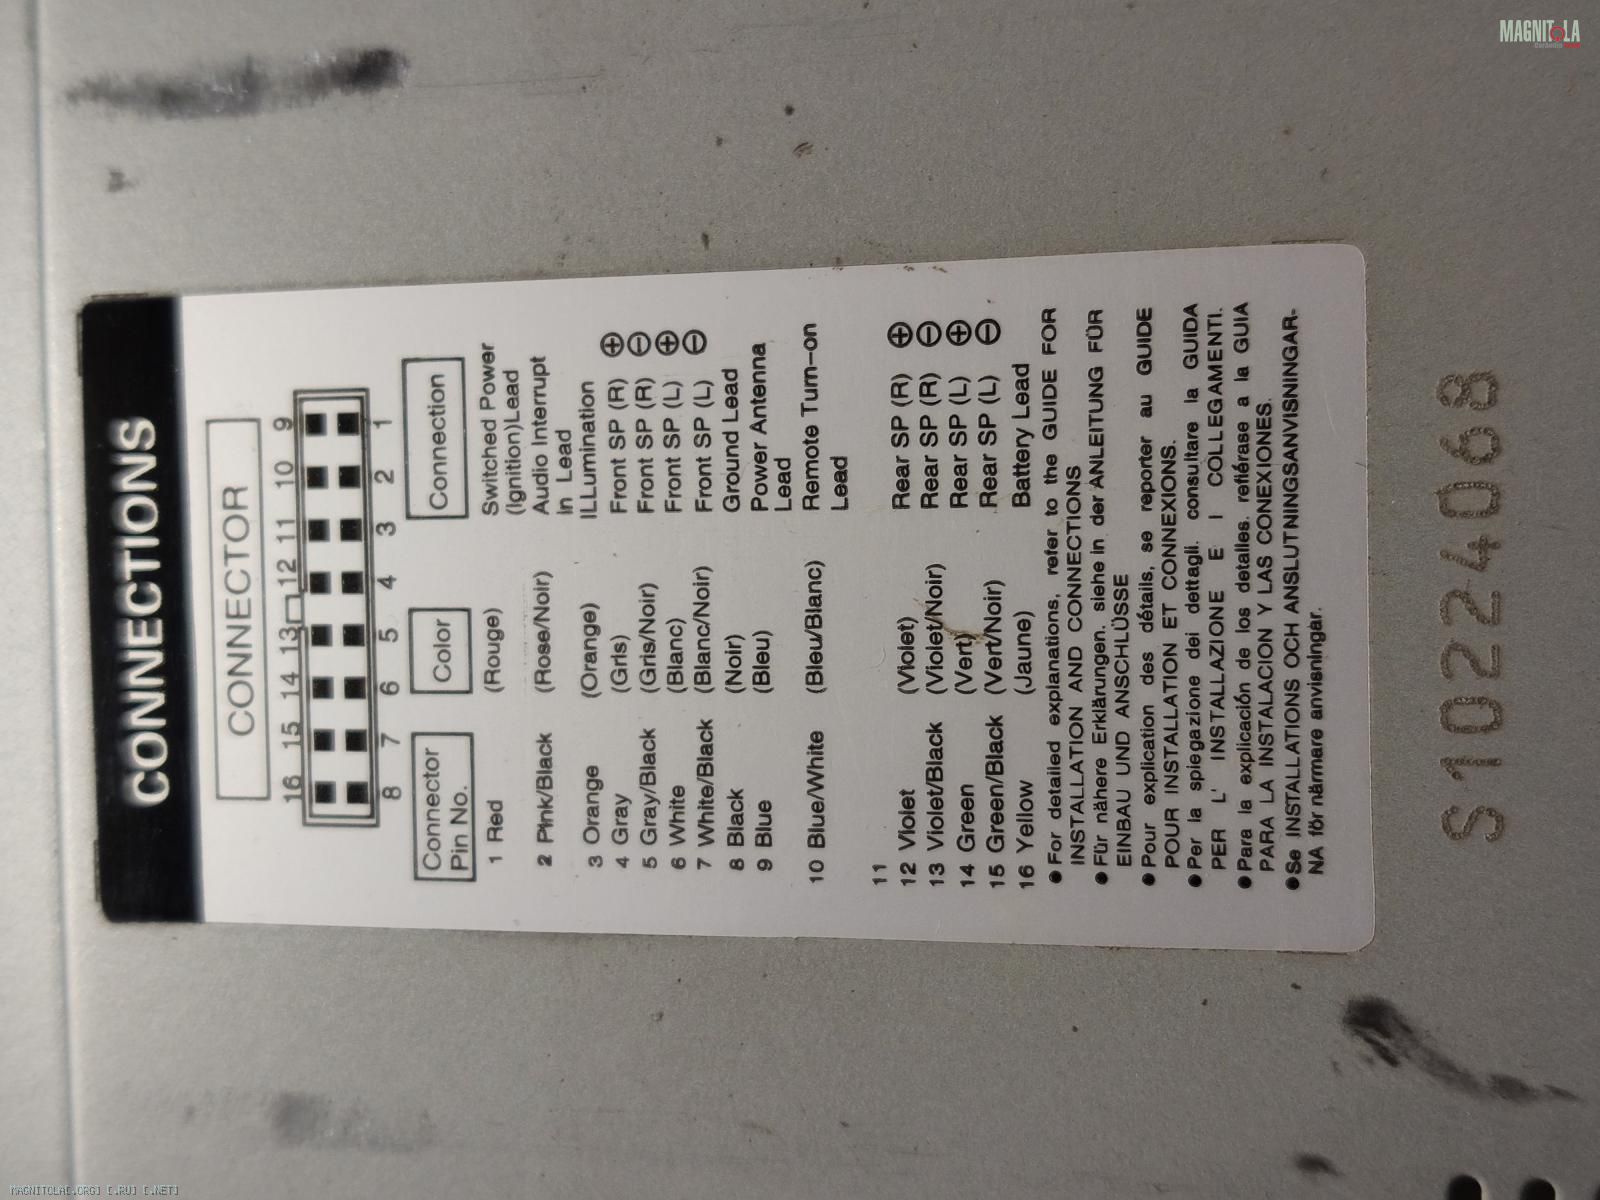 MAGNITOLA
CONNECTIONS
CONNECTOR
16 15 14 13 12 11 10 9
8 7 6 5 4 3 2 1
Connector Pin No. Color Connection
1 Red (Rouge) Switched Power (Ignition)Lead
2 Pink/Black (Rose/Noir) Audio Interrupt in Lead
3 Orange (Orange) ILLumination
4 Gray (Gris) Front SP (R) ⊕
5 Gray/Black (Gris/Noir) Front SP (R) ⊖
6 White (Blanc) Front SP (L) ⊕
7 White/Black (Blanc/Noir) Front SP (L) ⊖
8 Black (Noir) Ground Lead
9 Blue (Bleu) Power Antenna Lead
10 Blue/White (Bleu/Blanc) Remote Turn-on Lead
11
12 Violet (Violet) Rear SP (R) ⊕
13 Violet/Black (Violet/Noir) Rear SP (R) ⊖
14 Green (Vert) Rear SP (L) ⊕
15 Green/Black (Vert/Noir) Rear SP (L) ⊖
16 Yellow (Jaune) Battery Lead
● For detailed explanations, refer to the GUIDE FOR
INSTALLATION AND CONNECTIONS
● Für nähere Erklärungen, siehe in der ANLEITUNG FÜR
EINBAU UND ANSCHLÜSSE
● Pour explication des détails, se reporter au GUIDE
POUR INSTALLATION ET CONNEXIONS.
● Per la spiegazione dei dettagli. consultare la GUIDA
PER L' INSTALLAZIONE E I COLLEGAMENTI.
● Para la explicación de los detalles. refiérase a la GUIA
PARA LA INSTALACION Y LAS CONEXIONES.
● Se INSTALLATIONS OCH ANSLUTNINGSANVISNINGAR-
NA för närmare anvisningar.
S10224068
MAGNITOLA[.ORG] [.RU] [.NET]